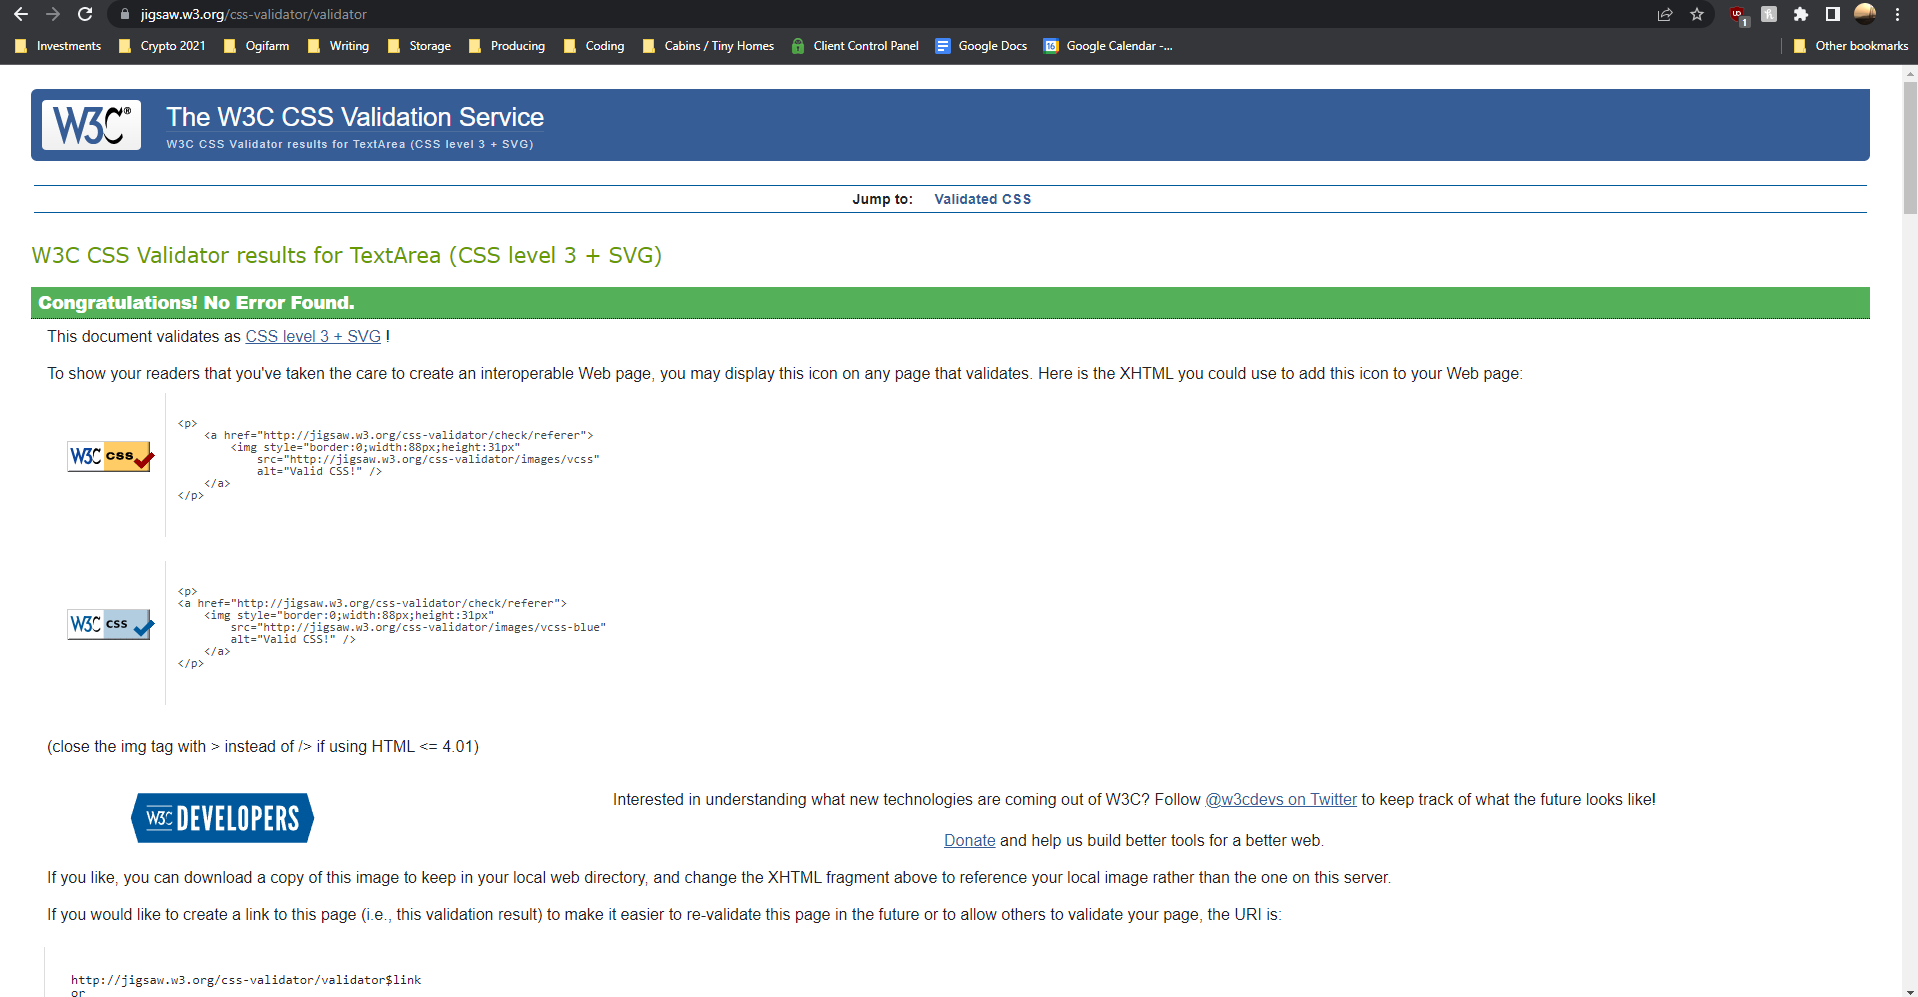 jigsaw.w3.org/css-validator/validator
1
Investments Crypto 2021 Ogifarm Writing Storage Producing Coding Cabins / Tiny Homes Client Control Panel Google Docs 16 Google Calendar -... Other bookmarks
W3C®
The W3C CSS Validation Service
W3C CSS Validator results for TextArea (CSS level 3 + SVG)
Jump to: Validated CSS
W3C CSS Validator results for TextArea (CSS level 3 + SVG)
Congratulations! No Error Found.
This document validates as CSS level 3 + SVG !
To show your readers that you've taken the care to create an interoperable Web page, you may display this icon on any page that validates. Here is the XHTML you could use to add this icon to your Web page:
W3C css
<p>
<a href="http://jigsaw.w3.org/css-validator/check/referer">
<img style="border:0;width:88px;height:31px"
src="http://jigsaw.w3.org/css-validator/images/vcss"
alt="Valid CSS!" />
</a>
</p>
W3C css
<p>
<a href="http://jigsaw.w3.org/css-validator/check/referer">
<img style="border:0;width:88px;height:31px"
src="http://jigsaw.w3.org/css-validator/images/vcss-blue"
alt="Valid CSS!" />
</a>
</p>
(close the img tag with > instead of /> if using HTML <= 4.01)
W3C DEVELOPERS
Interested in understanding what new technologies are coming out of W3C? Follow @w3cdevs on Twitter to keep track of what the future looks like!
Donate and help us build better tools for a better web.
If you like, you can download a copy of this image to keep in your local web directory, and change the XHTML fragment above to reference your local image rather than the one on this server.
If you would like to create a link to this page (i.e., this validation result) to make it easier to re-validate this page in the future or to allow others to validate your page, the URI is:
http://jigsaw.w3.org/css-validator/validator$link
or